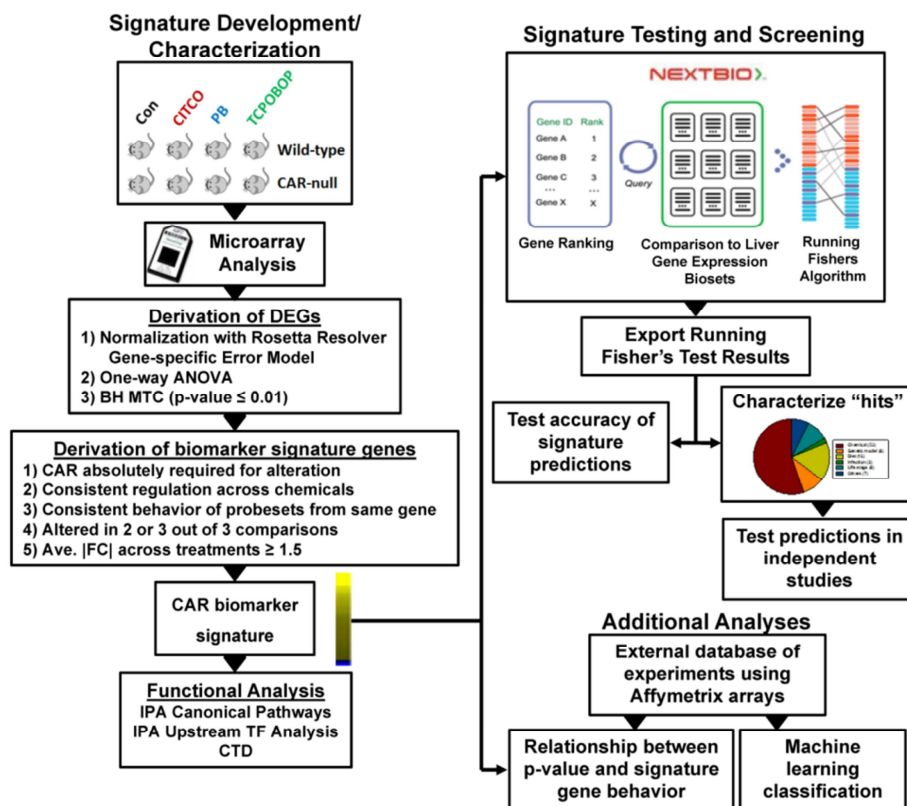 Signature Development/
Characterization
Con
CITCO
PB
TCPOBOP
Wild-type
CAR-null
Microarray
Analysis
Derivation of DEGs
1) Normalization with Rosetta Resolver
Gene-specific Error Model
2) One-way ANOVA
3) BH MTC (p-value ≤ 0.01)
Derivation of biomarker signature genes
1) CAR absolutely required for alteration
2) Consistent regulation across chemicals
3) Consistent behavior of probesets from same gene
4) Altered in 2 or 3 out of 3 comparisons
5) Ave. |FC| across treatments ≥ 1.5
CAR biomarker
signature
Functional Analysis
IPA Canonical Pathways
IPA Upstream TF Analysis
CTD
Signature Testing and Screening
NEXTBIO
Gene ID Rank
Gene A 1
Gene B 2
Gene C 3
... ...
Gene X X
Query
Gene Ranking
Comparison to Liver
Gene Expression
Biosets
Running
Fishers
Algorithm
Export Running
Fisher's Test Results
Test accuracy of
signature
predictions
Characterize "hits"
Test predictions in
independent
studies
Additional Analyses
External database of
experiments using
Affymetrix arrays
Relationship between
p-value and signature
gene behavior
Machine
learning
classification